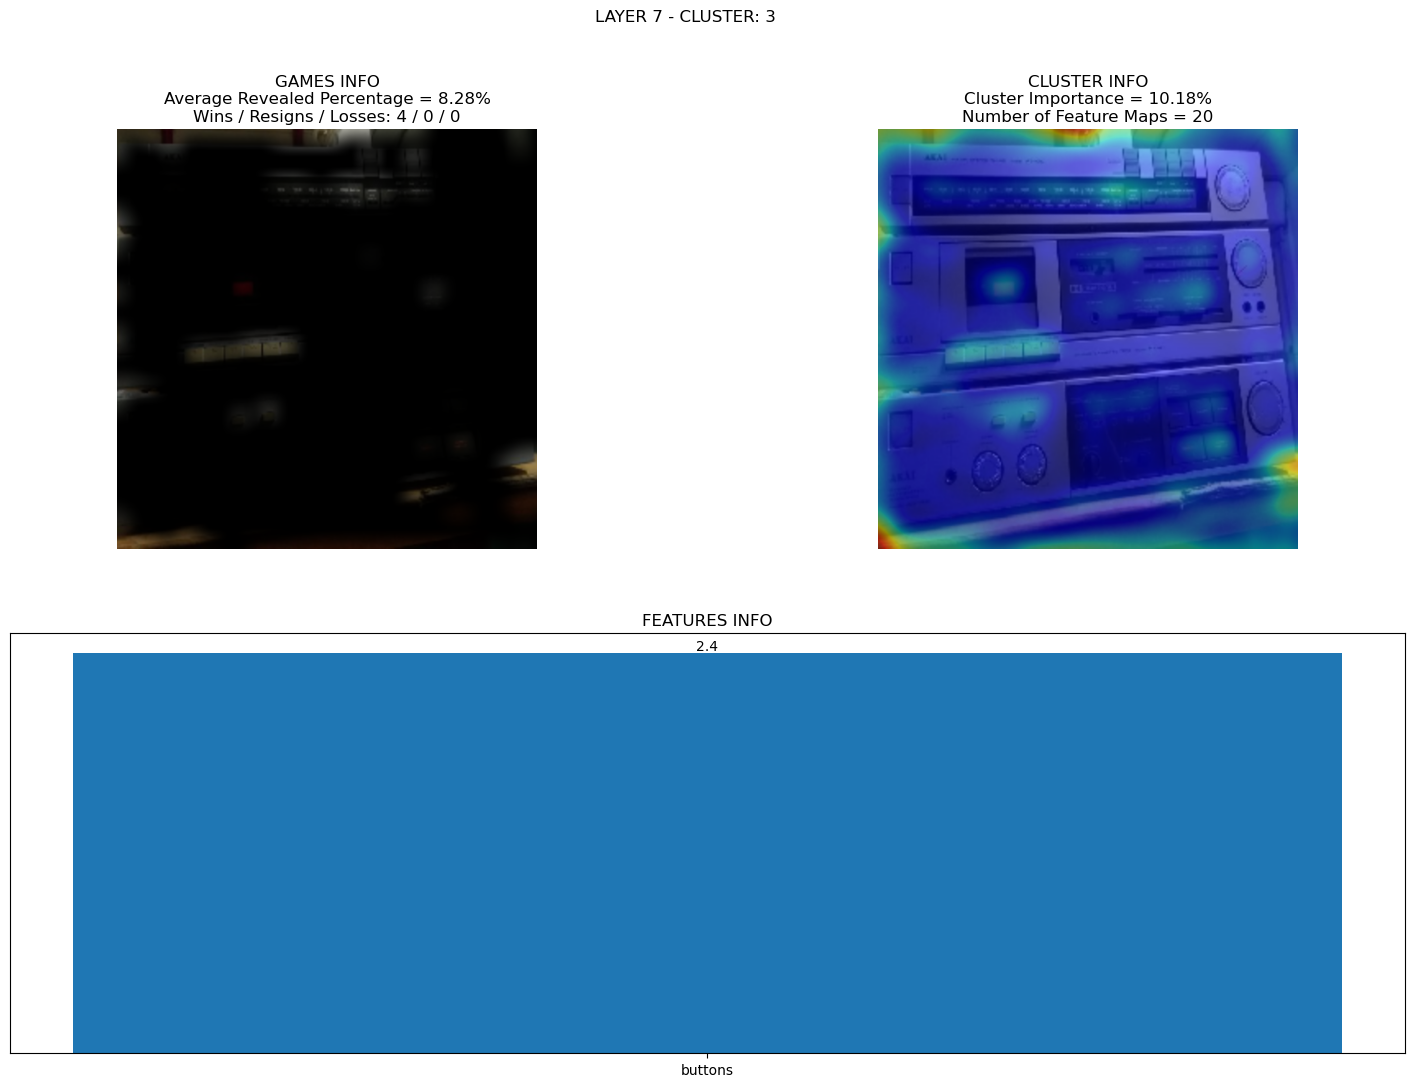 LAYER 7 - CLUSTER: 3
GAMES INFO
Average Revealed Percentage = 8.28%
Wins / Resigns / Losses: 4 / 0 / 0
CLUSTER INFO
Cluster Importance = 10.18%
Number of Feature Maps = 20
AKAI
FEATURES INFO
2.4
buttons